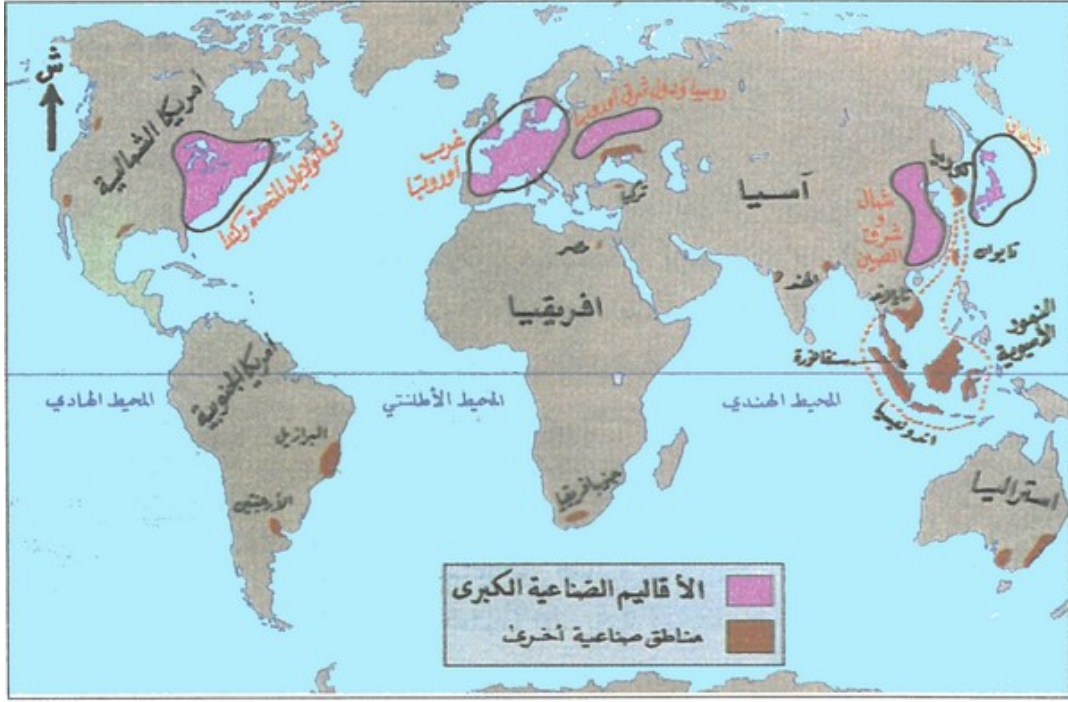 ش
أمريكا الشمالية
شرق الولايات المتحدة وكندا
غرب
أوروبا
روسيا ودول شرق أوروبا
تركيا
آسيا
كوريا
اليابان
شمال
و
شرق
الصين
تايوان
مصر
الهند
تايلاند
افريقيا
النمور
الآسيوية
سنغافورة
أمريكا الجنوبية
المحيط الهادي
المحيط الأطلنتي
المحيط الهندي
اندونيسيا
البرازيل
الأرجنتين
جنوب افريقيا
استراليا
الأقاليم الصناعية الكبرى
مناطق صناعية أخرى